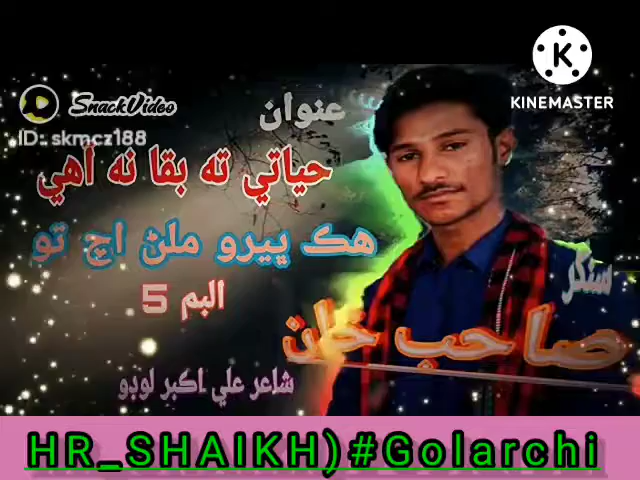 SnackVideo
ID: skmcz188
KINEMASTER
عنوان
حياتي ته بقا نه آهي
هڪ ڀيرو ملڻ اچ تو
البم 5
سنگر
صاحب خان
شاعر علي اڪبر لوڍو
HR_SHAIKH)#Golarchi